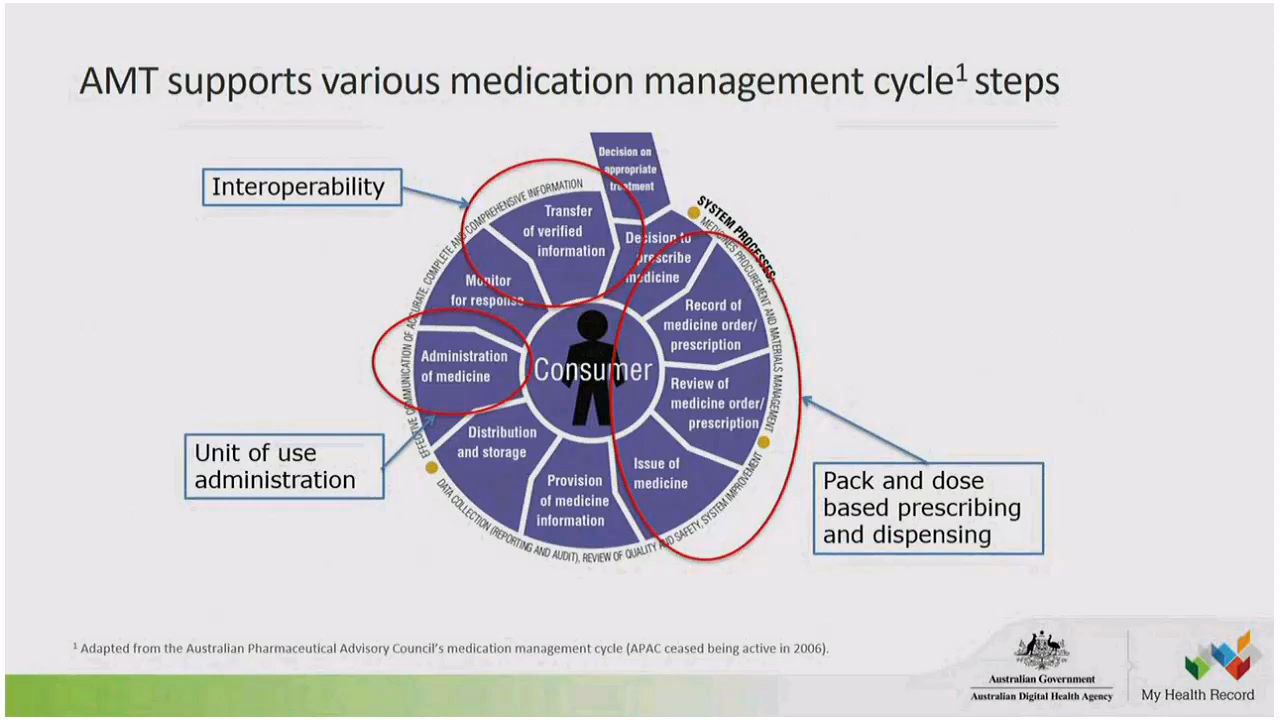 AMT supports various medication management cycle1 steps
Interoperability
Decision on
appropriate
treatment
Transfer
of verified
information
Decision to
prescribe
medicine
Monitor
for response
Record of
medicine order/
prescription
Administration
of medicine
Consumer
Review of
medicine order/
prescription
Distribution
and storage
Issue of
medicine
Provision
of medicine
information
SYSTEM PROCESSES:
MEDICINES PROCUREMENT AND MATERIALS MANAGEMENT
DATA COLLECTION (REPORTING AND AUDIT), REVIEW OF QUALITY AND SAFETY, SYSTEM IMPROVEMENT
EFFECTIVE COMMUNICATION OF ACCURATE, COMPLETE AND COMPREHENSIVE INFORMATION
Unit of use
administration
Pack and dose
based prescribing
and dispensing
1 Adapted from the Australian Pharmaceutical Advisory Council's medication management cycle (APAC ceased being active in 2006).
Australian Government
Australian Digital Health Agency
My Health Record